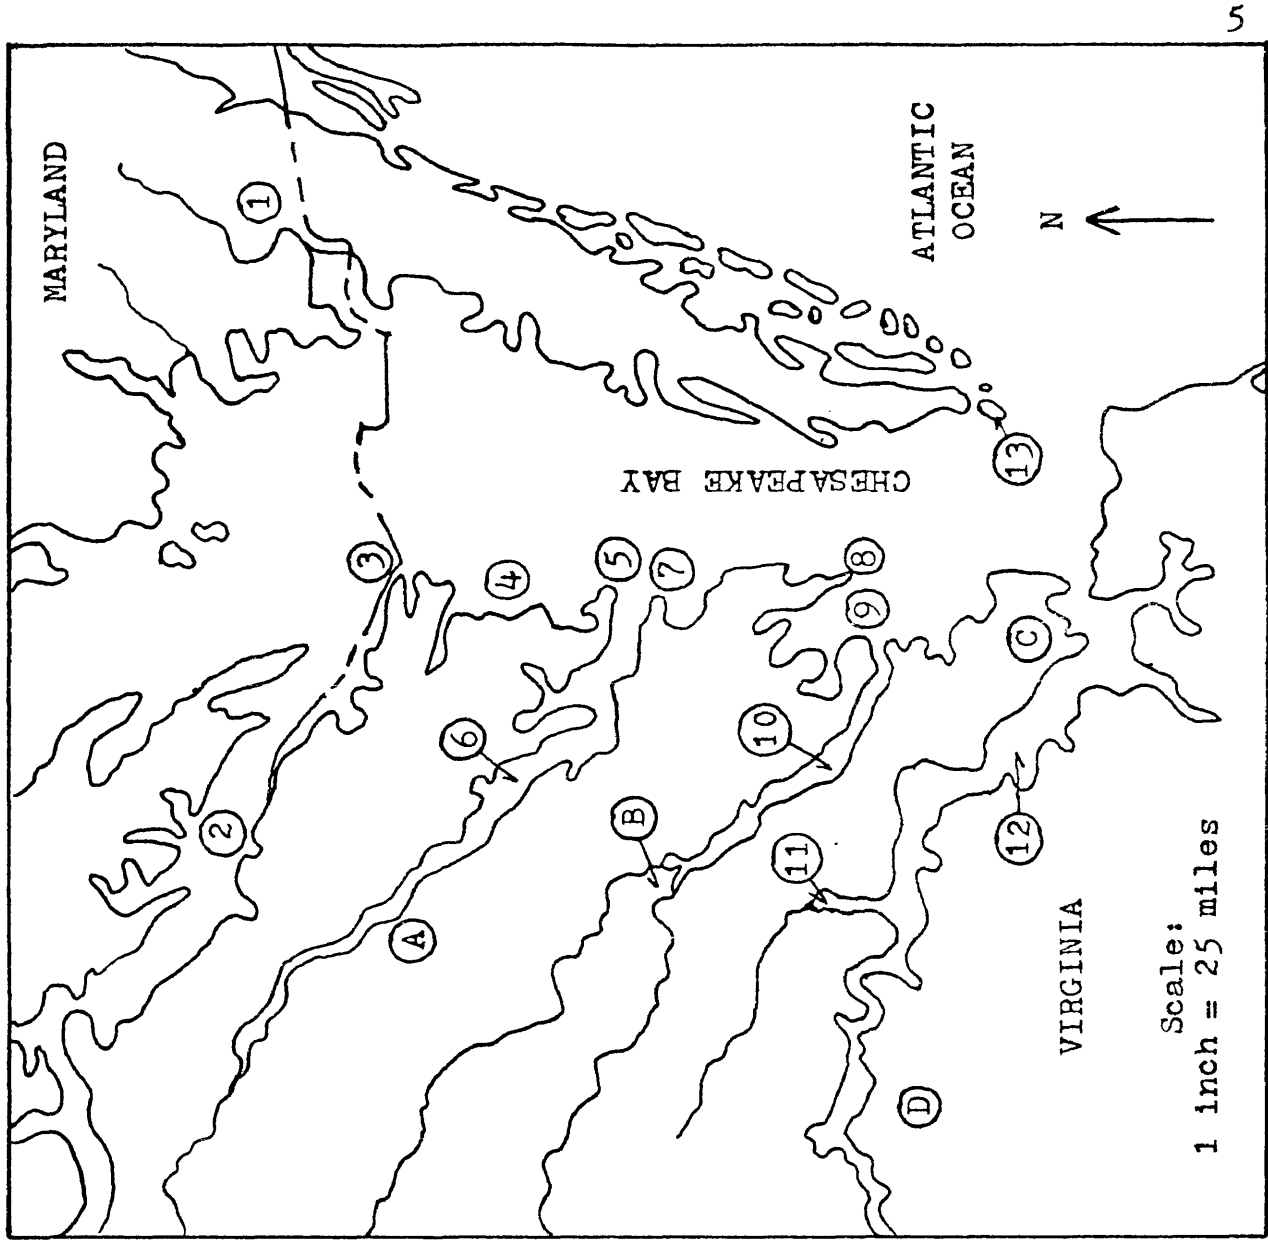 5
MARYLAND
1
2
3
4
5
6
7
8
9
10
11
12
13
A
B
C
D
CHESAPEAKE BAY
ATLANTIC
OCEAN
N
VIRGINIA
Scale:
1 inch = 25 miles